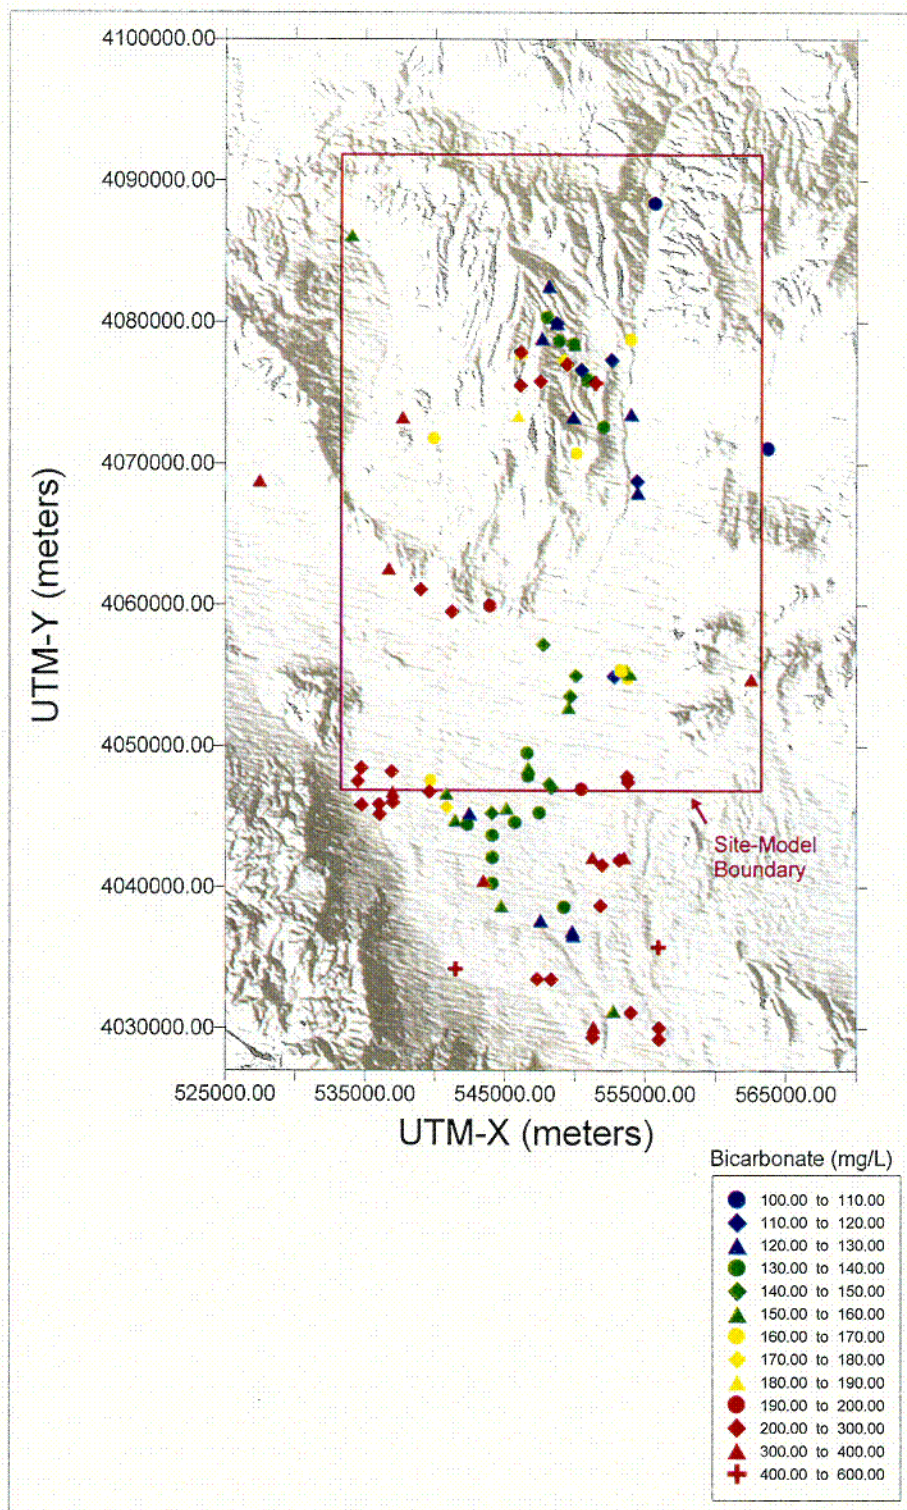 4100000.00
4090000.00
4080000.00
4070000.00
4060000.00
4050000.00
4040000.00
4030000.00
UTM-Y (meters)
Site-Model
Boundary
525000.00 535000.00 545000.00 555000.00 565000.00
UTM-X (meters)
Bicarbonate (mg/L)
100.00 to 110.00
110.00 to 120.00
120.00 to 130.00
130.00 to 140.00
140.00 to 150.00
150.00 to 160.00
160.00 to 170.00
170.00 to 180.00
180.00 to 190.00
190.00 to 200.00
200.00 to 300.00
300.00 to 400.00
400.00 to 600.00